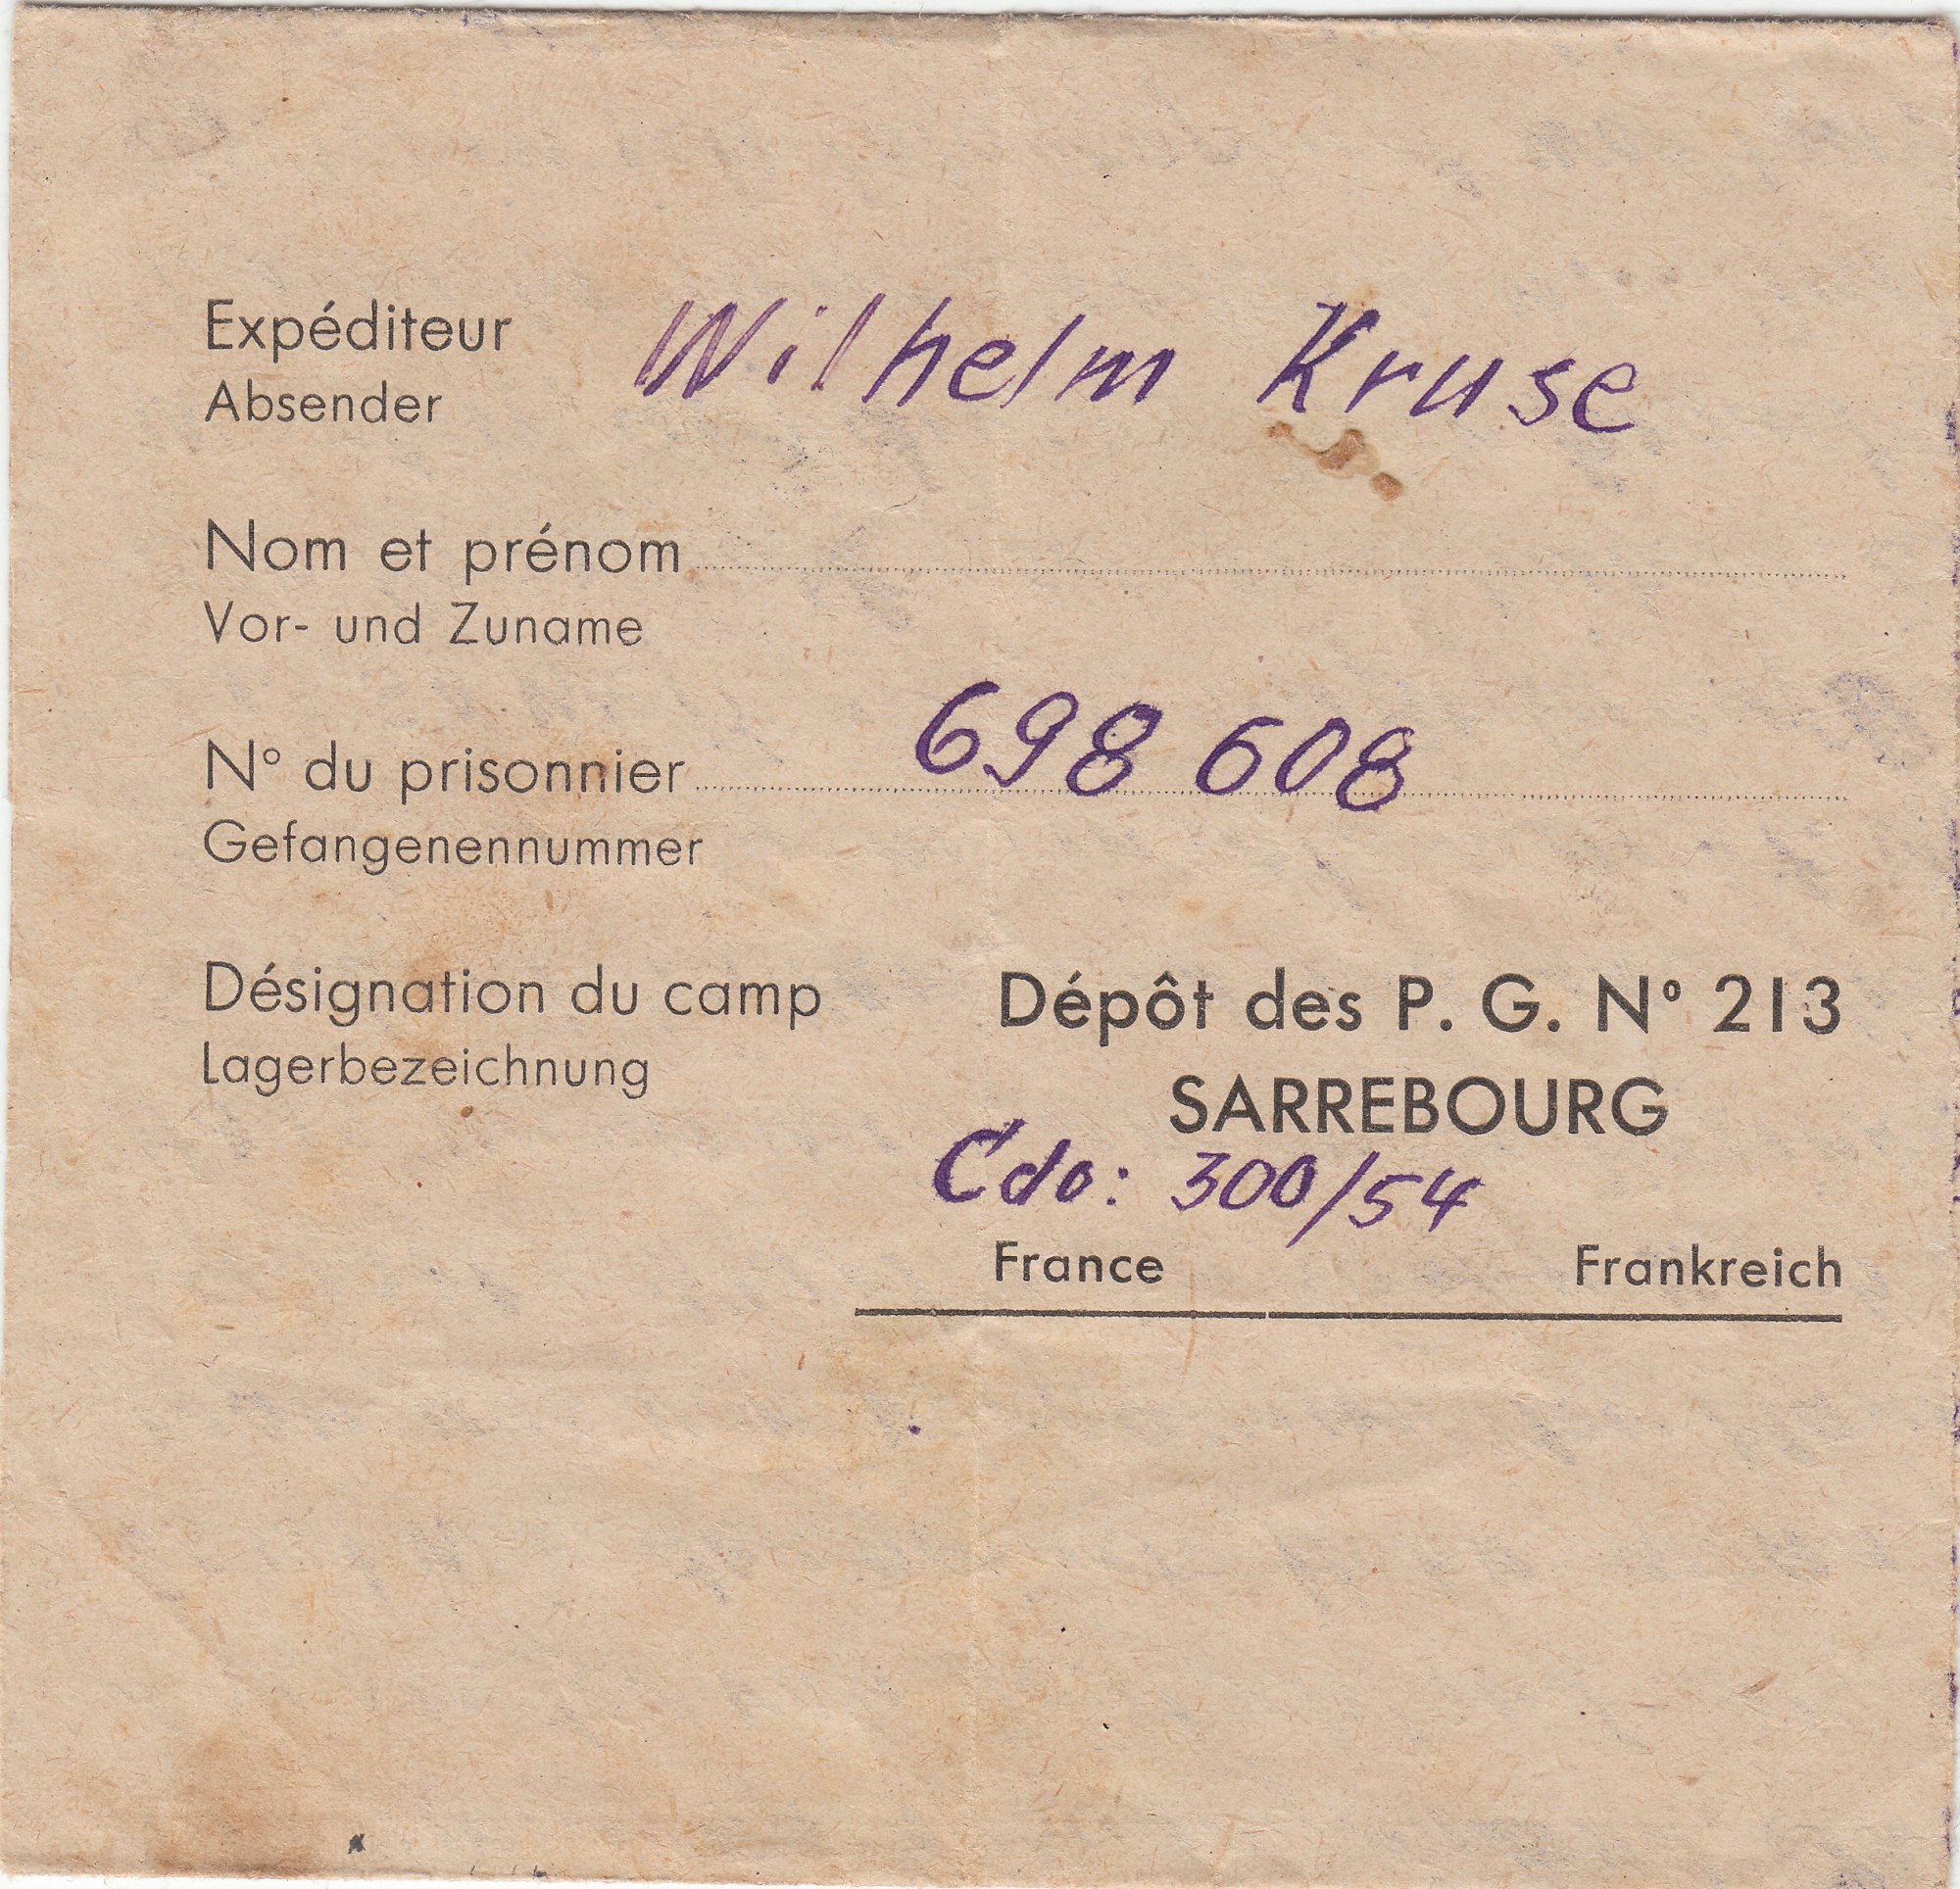 Expéditeur Wilhelm Kruse
Absender
Nom et prénom
Vor- und Zuname
N° du prisonnier 698 608
Gefangenennummer
Désignation du camp Dépôt des P. G. N° 213
Lagerbezeichnung
SARREBOURG
Cdo: 300/54
France Frankreich